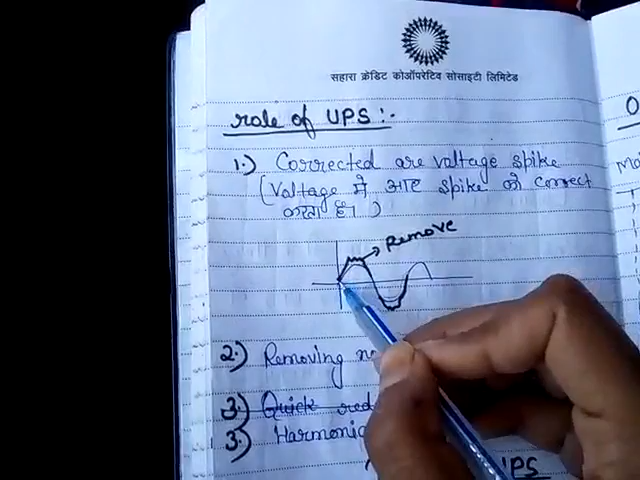 सहारा क्रेडिट कोऑपरेटिव सोसाइटी लिमिटेड
role of UPS :-
1.) Corrected are voltage spike
(Voltage में आए spike को correct
करता है। )
Remove
2.) Removing
3.) Quick red
3.) Harmonic
UPS